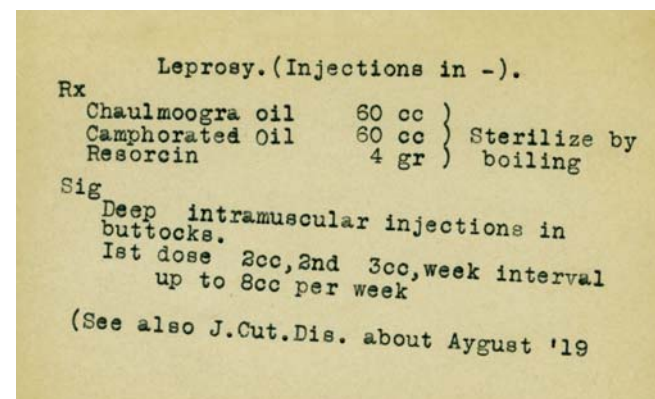 Leprosy.(Injections in -).
Rx
Chaulmoogra oil 60 cc )
Camphorated Oil 60 cc ) Sterilize by
Resorcin 4 gr ) boiling
Sig
Deep intramuscular injections in
buttocks.
Ist dose 2cc,2nd 3cc,week interval
up to 8cc per week
(See also J.Cut.Dis. about Aygust '19